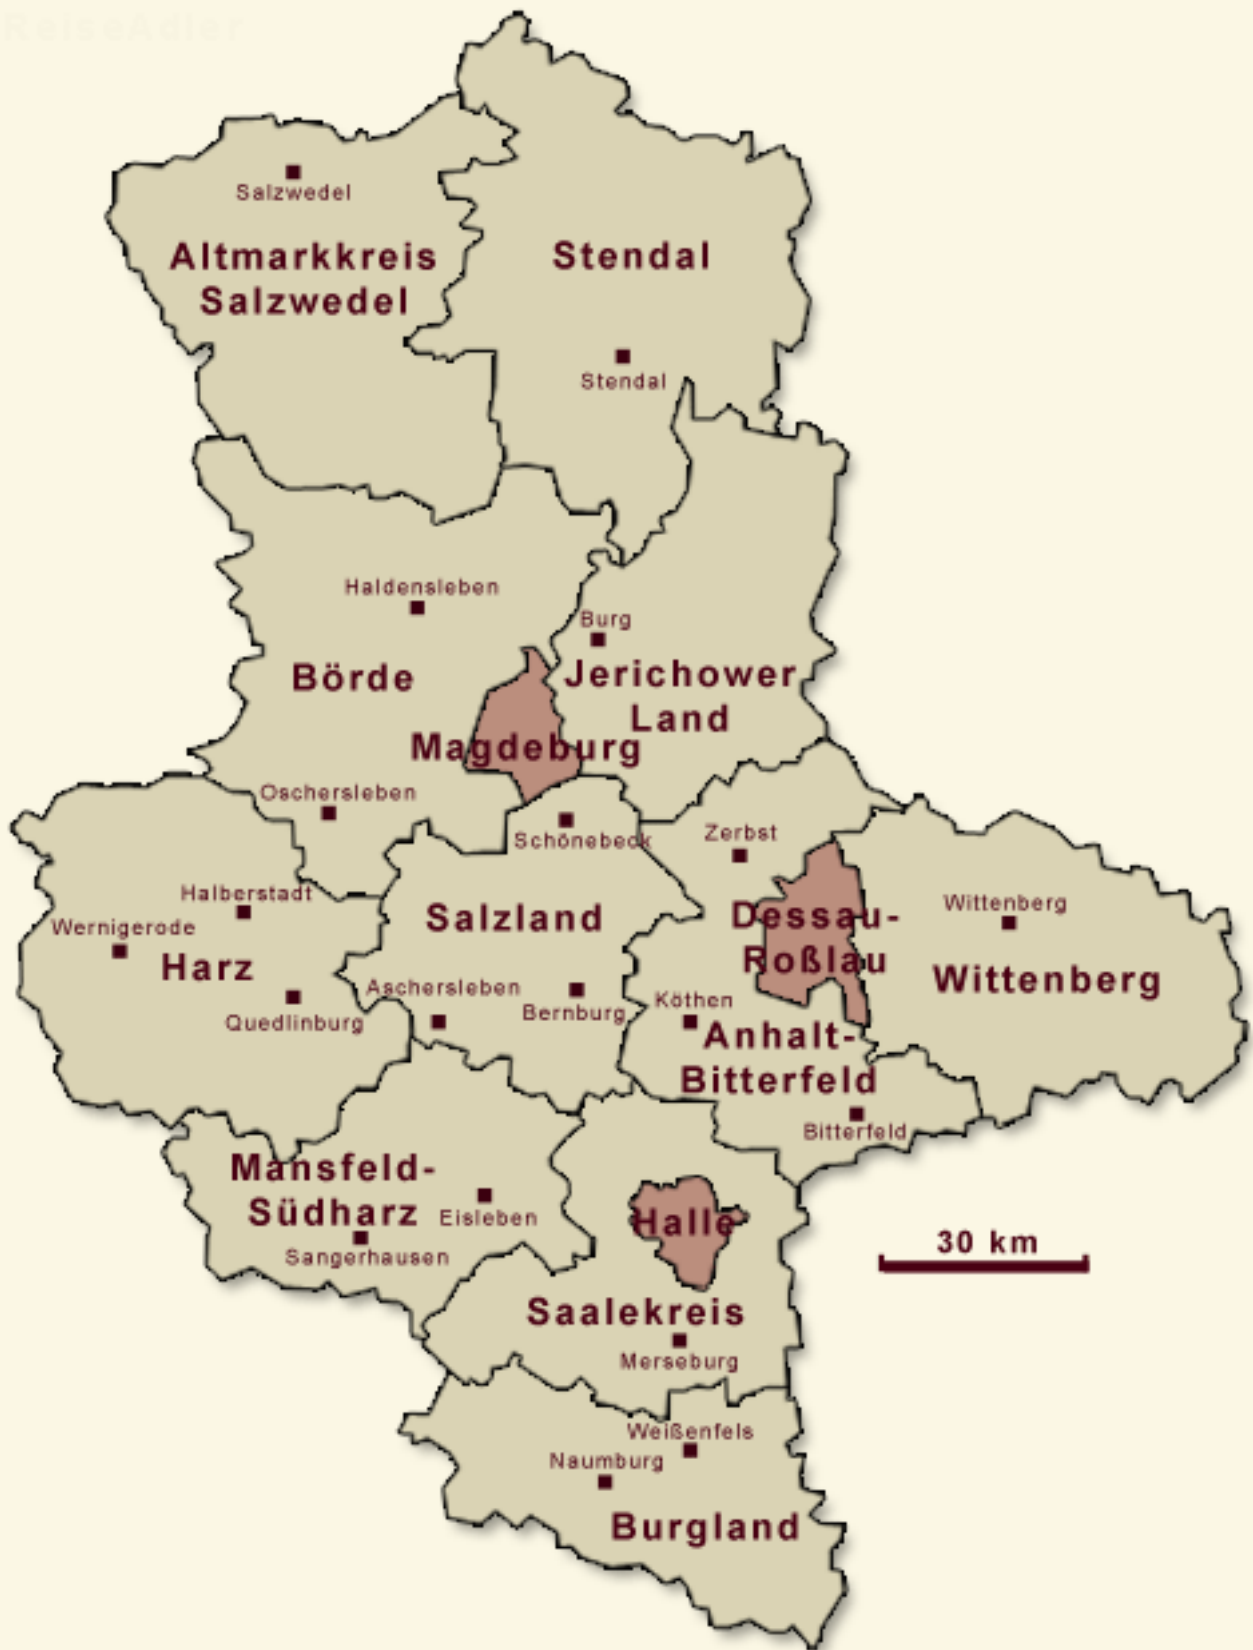 ReiseAdler
Salzwedel
Altmarkkreis
Salzwedel
Stendal
Stendal
Haldensleben
Burg
Börde
Jerichower
Land
Magdeburg
Oschersleben
Schönebeck
Zerbst
Halberstadt
Wernigerode
Harz
Quedlinburg
Salzland
Aschersleben
Bernburg
Dessau-
Roßlau
Wittenberg
Wittenberg
Köthen
Anhalt-
Bitterfeld
Bitterfeld
Mansfeld-
Südharz
Eisleben
Sangerhausen
Halle
30 km
Saalekreis
Merseburg
Weißenfels
Naumburg
Burgland